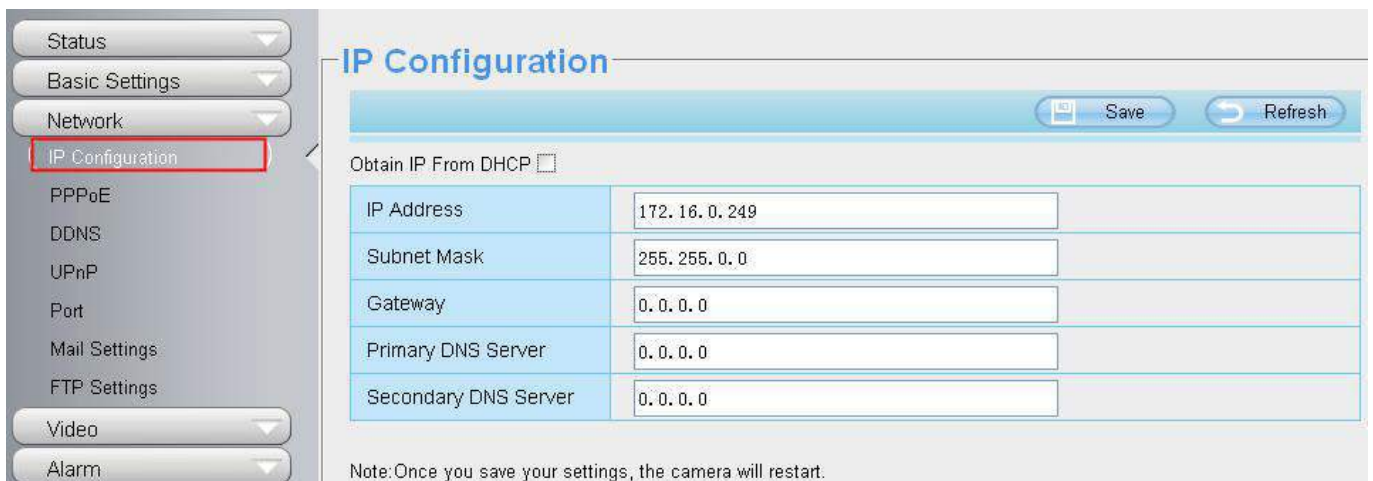 Status
Basic Settings
Network
IP Configuration
PPPoE
DDNS
UPnP
Port
Mail Settings
FTP Settings
Video
Alarm
IP Configuration
Save Refresh
Obtain IP From DHCP
IP Address 172.16.0.249
Subnet Mask 255.255.0.0
Gateway 0.0.0.0
Primary DNS Server 0.0.0.0
Secondary DNS Server 0.0.0.0
Note:Once you save your settings, the camera will restart.